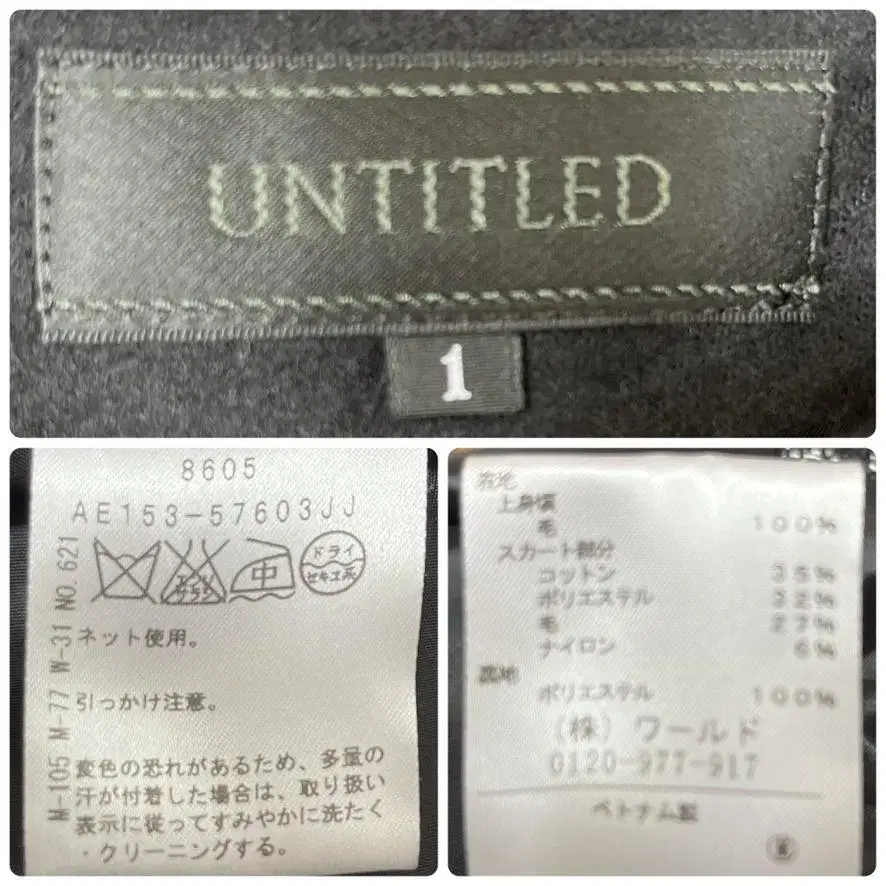 UNTITLED
1
8605
AE153-57603JJ
エンソサラシ
中
ドライ
セキユ系
ネット使用。
引っかけ注意。
変色の恐れがあるため、多量の
汗が付着した場合は、取り扱い
表示に従ってすみやかに洗たく
・クリーニングする。
M-105 M-77 W-31 NO.621
表地
上身頃
毛 100%
スカート部分
コットン 35%
ポリエステル 32%
毛 27%
ナイロン 6%
裏地
ポリエステル 100%
(株)ワールド
0120-977-917
ベトナム製